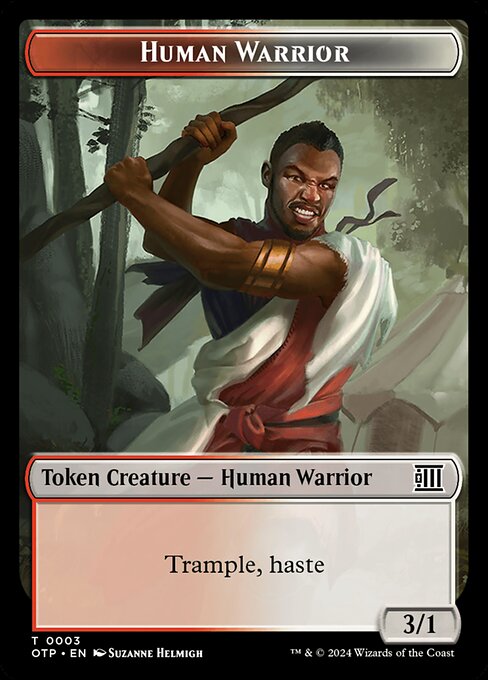 Human Warrior
Token Creature — Human Warrior
Trample, haste
3/1
T 0003
OTP • EN Suzanne Helmigh
™ & © 2024 Wizards of the Coast